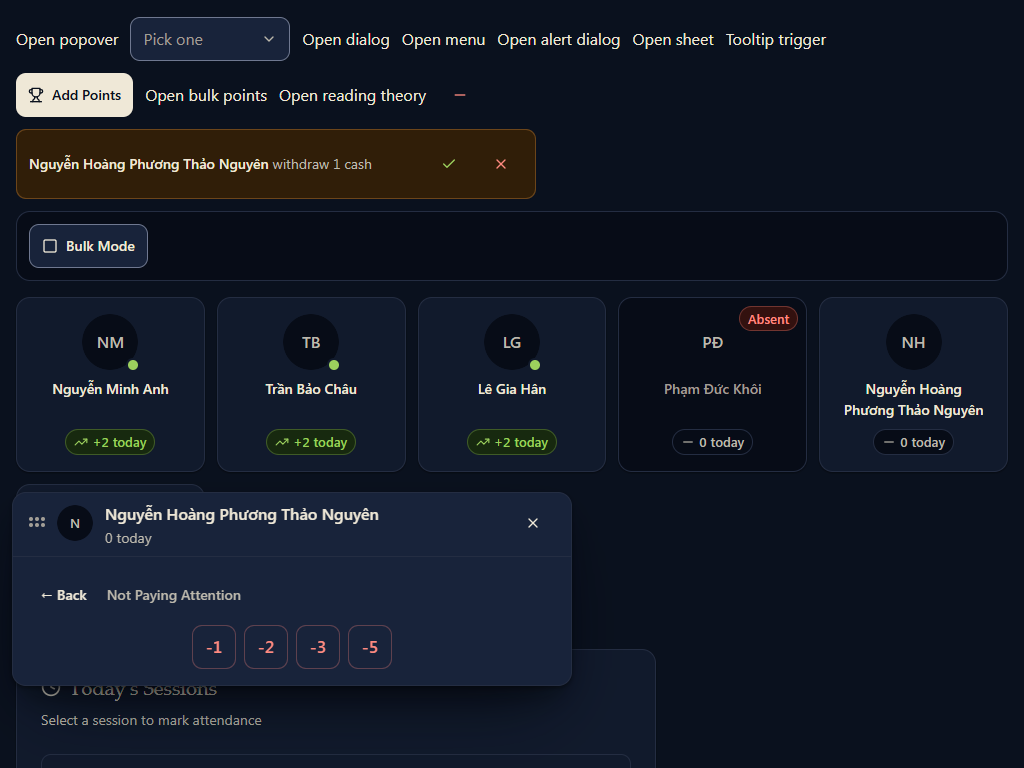 Open popover Pick one Open dialog Open menu Open alert dialog Open sheet Tooltip trigger
Add Points Open bulk points Open reading theory
Nguyễn Hoàng Phương Thảo Nguyên withdraw 1 cash
Bulk Mode
NM
Nguyễn Minh Anh
+2 today
TB
Trần Bảo Châu
+2 today
LG
Lê Gia Hân
+2 today
Absent
PĐ
Phạm Đức Khôi
0 today
NH
Nguyễn Hoàng
Phương Thảo Nguyên
0 today
N
Nguyễn Hoàng Phương Thảo Nguyên
0 today
← Back Not Paying Attention
-1 -2 -3 -5
Today's Sessions
Select a session to mark attendance